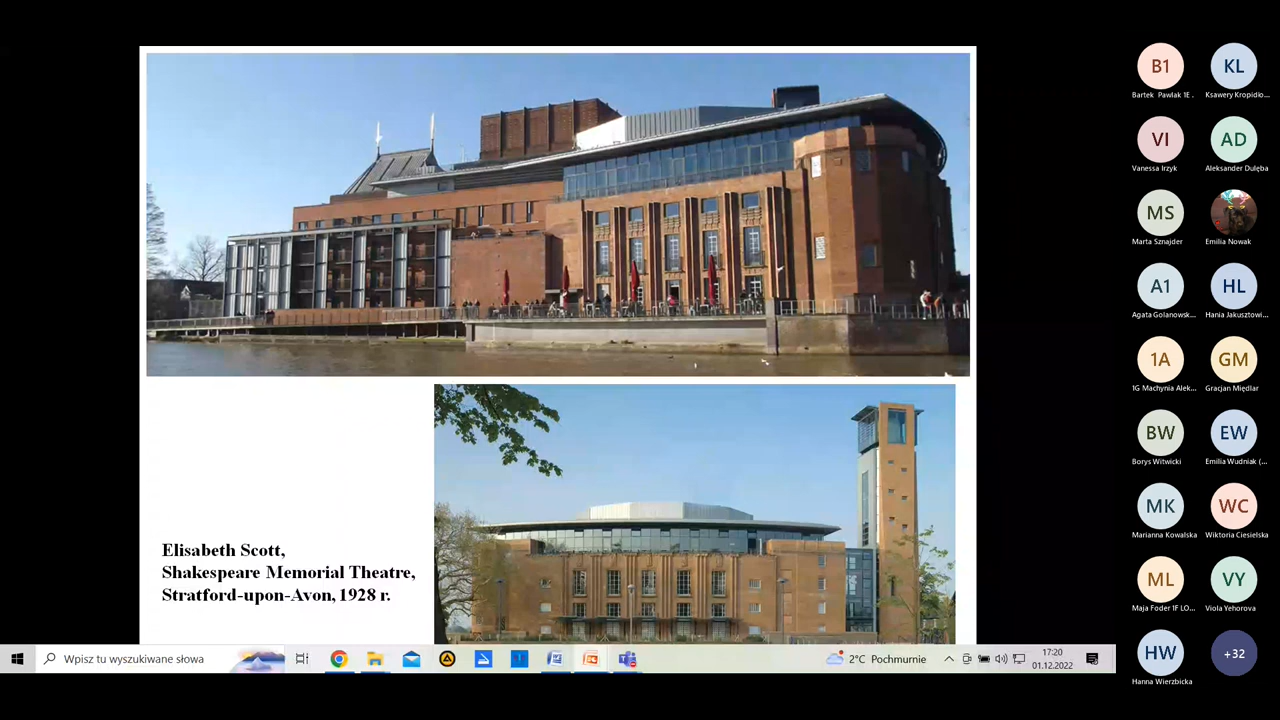 Elisabeth Scott,
Shakespeare Memorial Theatre,
Stratford-upon-Avon, 1928 r.
Wpisz tu wyszukiwane słowa
2°C Pochmurnie
17:20
01.12.2022
B1
Bartek Pawlak 1E .
KL
Ksawery Kropidło...
VI
Vanessa Irzyk
AD
Aleksander Dulęba
MS
Marta Sznajder
Emilia Nowak
A1
Agata Golanowsk...
HL
Hania Jakusztowi...
1A
1G Machynia Alek...
GM
Gracjan Międlar
BW
Borys Witwicki
EW
Emilia Wudniak (...
MK
Marianna Kowalska
WC
Wiktoria Ciesielska
ML
Maja Foder 1F LO...
VY
Viola Yehorova
HW
Hanna Wierzbicka
+32